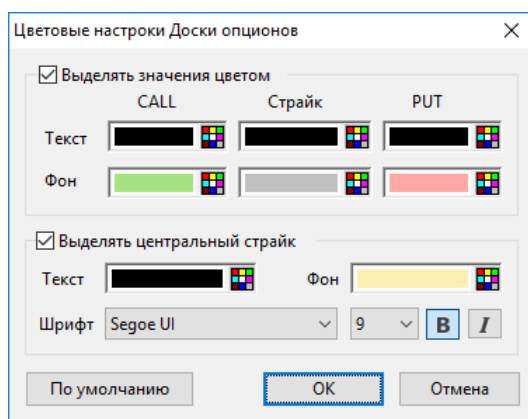 Цветовые настройки Доски опционов
Выделять значения цветом
CALL Страйк PUT
Текст
Фон
Выделять центральный страйк
Текст Фон
Шрифт Segoe UI 9 B I
По умолчанию OK Отмена